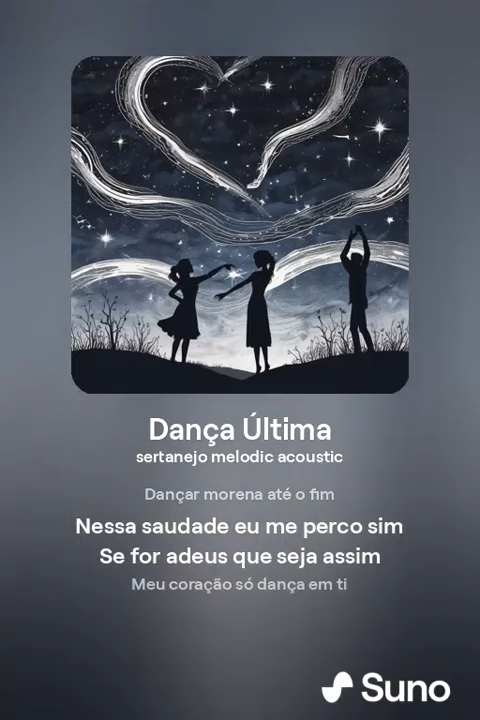 Dança Última
sertanejo melodic acoustic
Dançar morena até o fim
Nessa saudade eu me perco sim
Se for adeus que seja assim
Meu coração só dança em ti
Suno